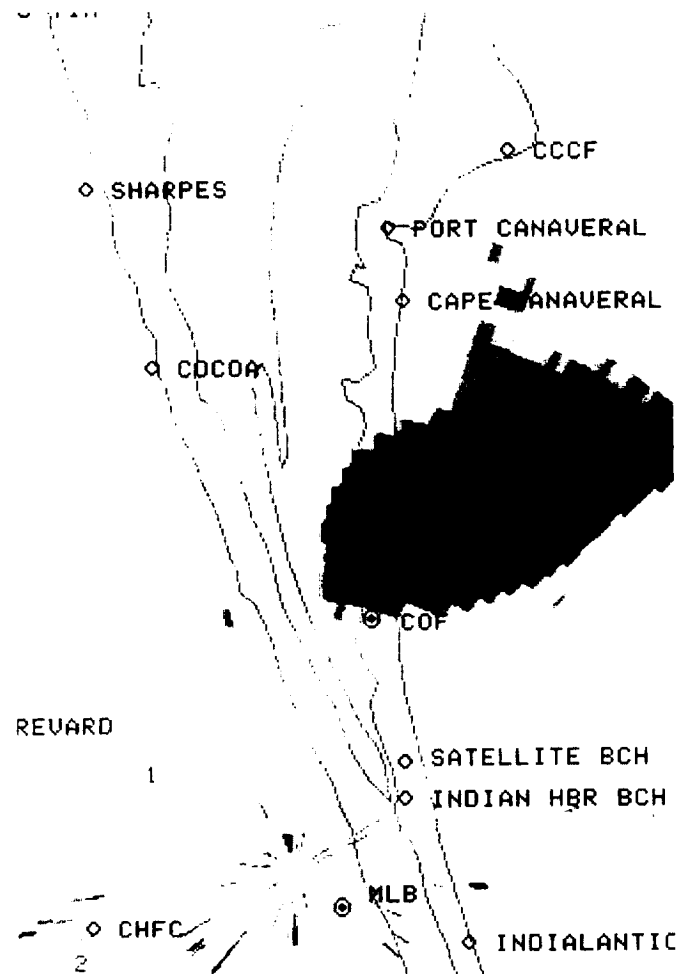 CCCF
SHARPES
PORT CANAVERAL
CAPE CANAVERAL
COCOA
COF
REVARD
SATELLITE BCH
1
INDIAN HBR BCH
MLB
CHFC
INDIALANTIC
2